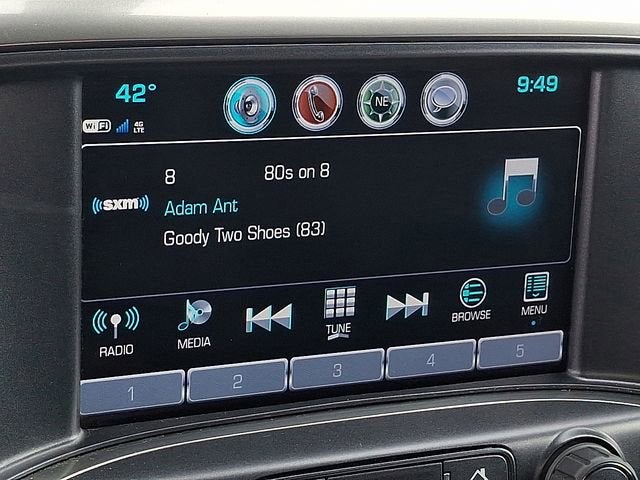 42° 9:49
WiFi 4G LTE NE
8 80s on 8
((sxm)) Adam Ant
Goody Two Shoes (83)
RADIO MEDIA TUNE BROWSE MENU
1 2 3 4 5